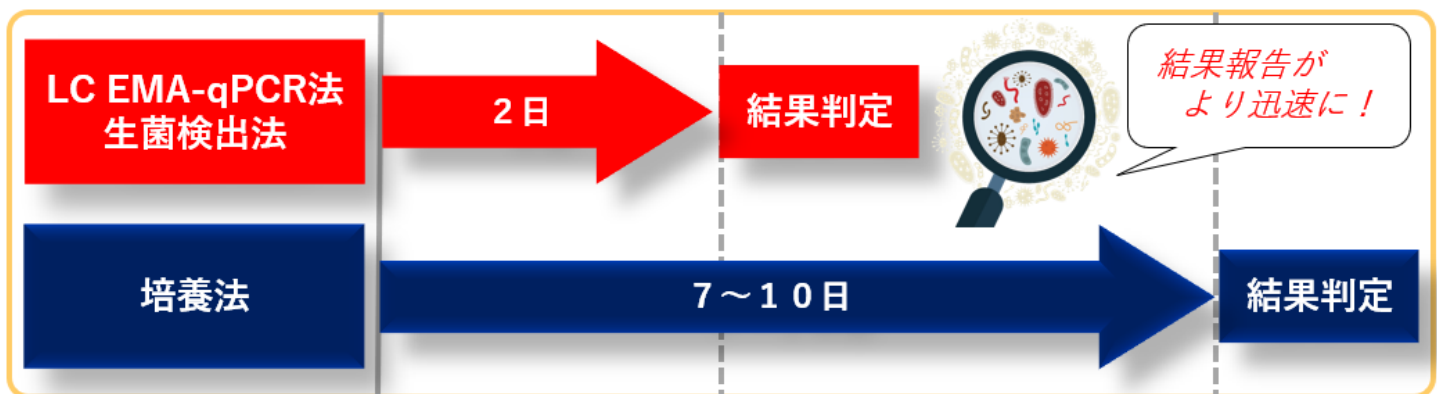 LC EMA-qPCR法
生菌検出法
2日
結果判定
結果報告が
より迅速に！
培養法
7～10日
結果判定